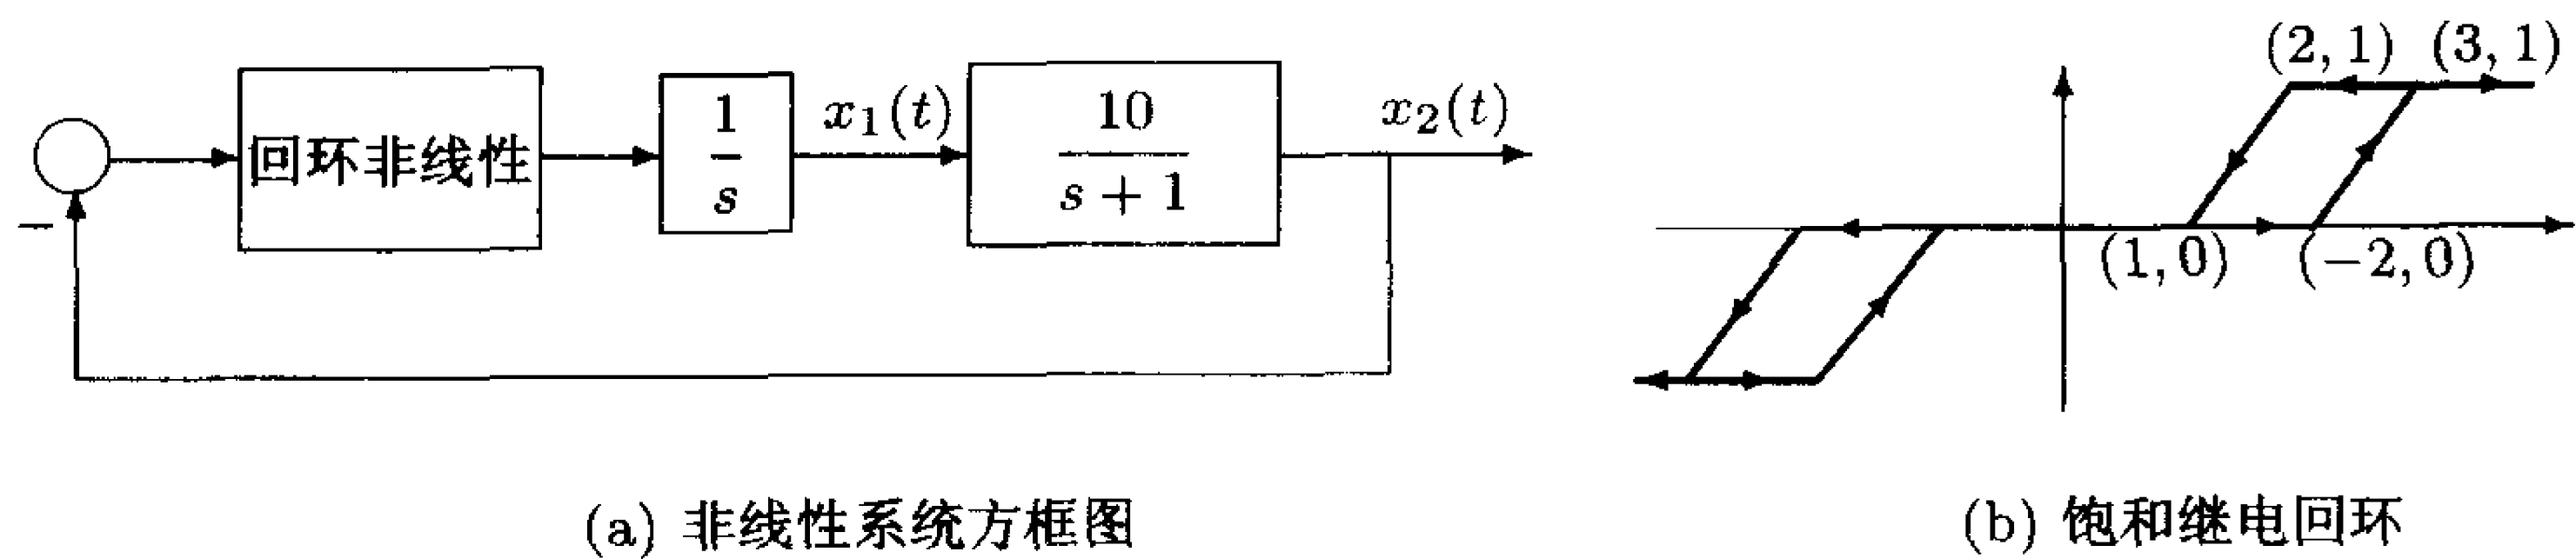 回环非线性
1
s
x₁(t)
10
s + 1
x₂(t)
−
(a) 非线性系统方框图
(2, 1) (3, 1)
(1, 0) (−2, 0)
(b) 饱和继电回环